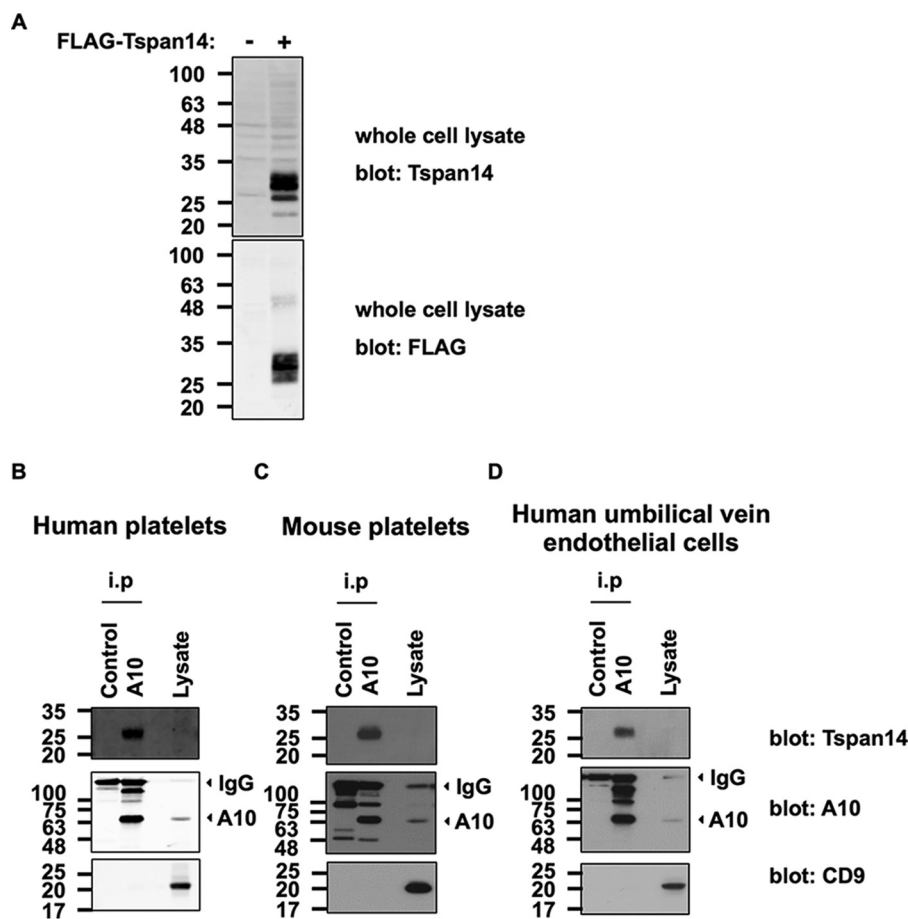 A
FLAG-Tspan14: - +
100
63
48
35
25
20
whole cell lysate
blot: Tspan14
100
63
48
35
25
20
whole cell lysate
blot: FLAG
B
Human platelets
i.p
Control
A10
Lysate
35
25
20
100
75
63
48
IgG
A10
25
20
17
C
Mouse platelets
i.p
Control
A10
Lysate
35
25
20
100
75
63
48
IgG
A10
25
20
17
D
Human umbilical vein
endothelial cells
i.p
Control
A10
Lysate
35
25
20
100
75
63
48
IgG
A10
25
20
17
blot: Tspan14
blot: A10
blot: CD9